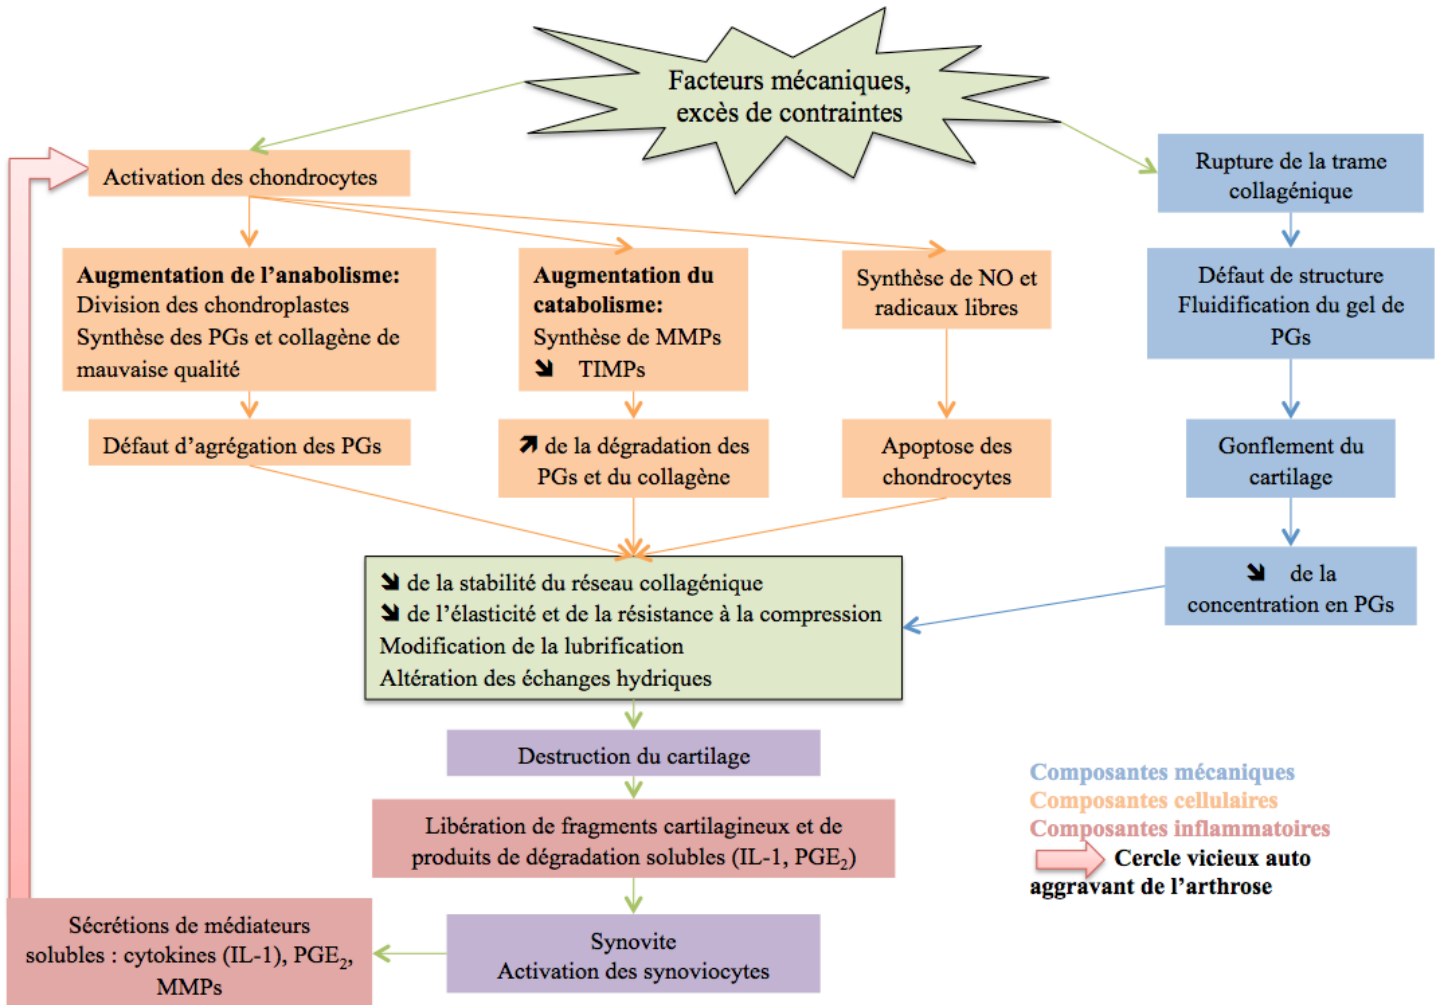 Facteurs mécaniques,
excès de contraintes
Activation des chondrocytes
Rupture de la trame
collagénique
Augmentation de l’anabolisme:
Division des chondroplastes
Synthèse des PGs et collagène de
mauvaise qualité
Augmentation du
catabolisme:
Synthèse de MMPs
➘ TIMPs
Synthèse de NO et
radicaux libres
Défaut de structure
Fluidification du gel de
PGs
Défaut d’agrégation des PGs
➚ de la dégradation des
PGs et du collagène
Apoptose des
chondrocytes
Gonflement du
cartilage
➘ de la
concentration en PGs
➘ de la stabilité du réseau collagénique
➘ de l’élasticité et de la résistance à la compression
Modification de la lubrification
Altération des échanges hydriques
Destruction du cartilage
Libération de fragments cartilagineux et de
produits de dégradation solubles (IL-1, PGE₂)
Synovite
Activation des synoviocytes
Sécrétions de médiateurs
solubles : cytokines (IL-1), PGE₂,
MMPs
Composantes mécaniques
Composantes cellulaires
Composantes inflammatoires
Cercle vicieux auto
aggravant de l’arthrose